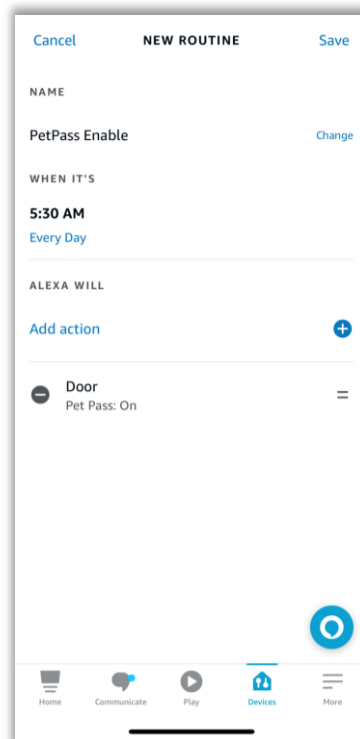 Cancel NEW ROUTINE Save
NAME
PetPass Enable Change
WHEN IT'S
5:30 AM
Every Day
ALEXA WILL
Add action
Door
Pet Pass: On
Home Communicate Play Devices More